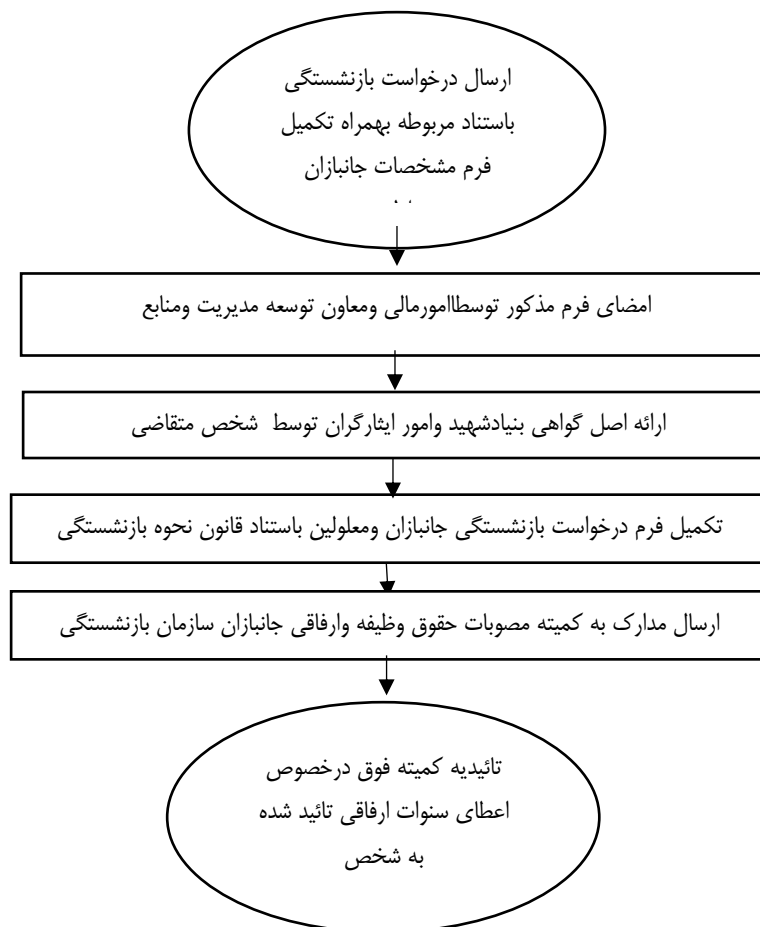 ارسال درخواست بازنشستگی
باستناد مربوطه بهمراه تکمیل
فرم مشخصات جانبازان
امضای فرم مذکور توسطاامورمالی ومعاون توسعه مدیریت ومنابع
ارائه اصل گواهی بنیادشهید وامور ایثارگران توسط شخص متقاضی
تکمیل فرم درخواست بازنشستگی جانبازان ومعلولین باستناد قانون نحوه بازنشستگی
ارسال مدارک به کمیته مصوبات حقوق وظیفه وارفاقی جانبازان سازمان بازنشستگی
تائیدیه کمیته فوق درخصوص
اعطای سنوات ارفاقی تائید شده
به شخص